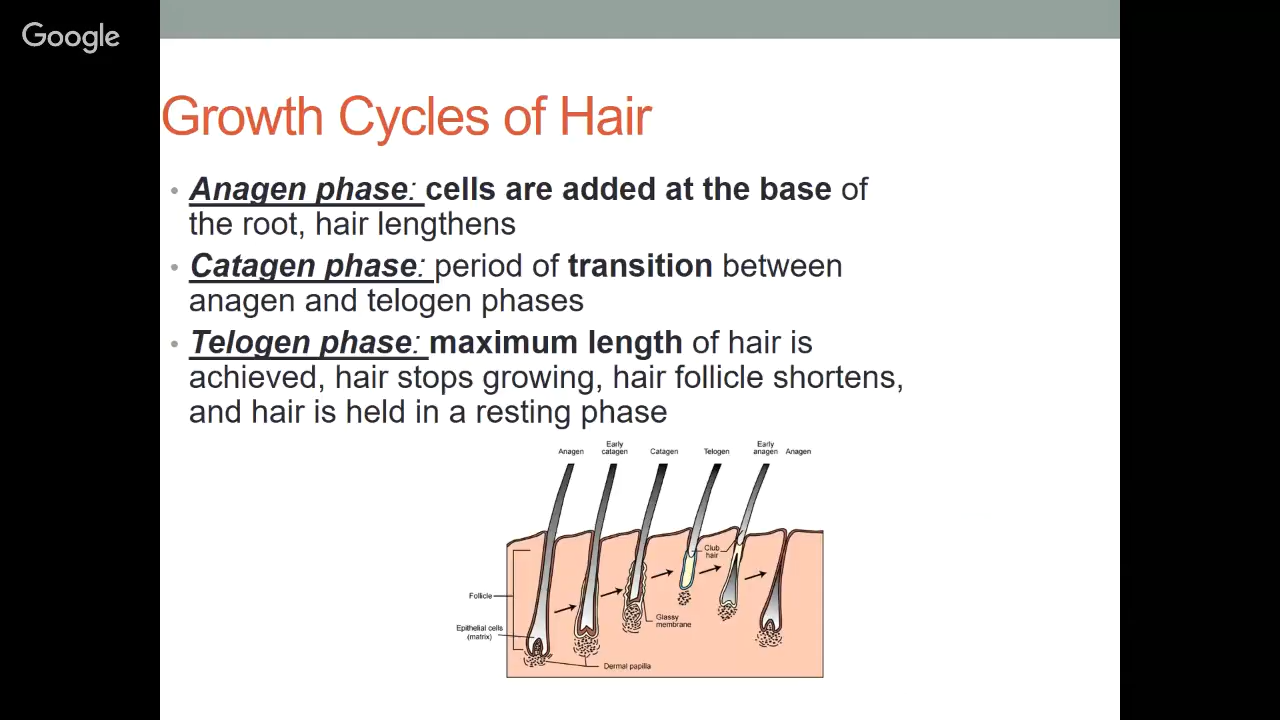 Google
Growth Cycles of Hair
• Anagen phase: cells are added at the base of
the root, hair lengthens
• Catagen phase: period of transition between
anagen and telogen phases
• Telogen phase: maximum length of hair is
achieved, hair stops growing, hair follicle shortens,
and hair is held in a resting phase
Anagen
Early
catagen
Catagen
Telogen
Early
anagen
Anagen
Club
hair
Follicle
Glassy
membrane
Epithelial cells
(matrix)
Dermal papilla